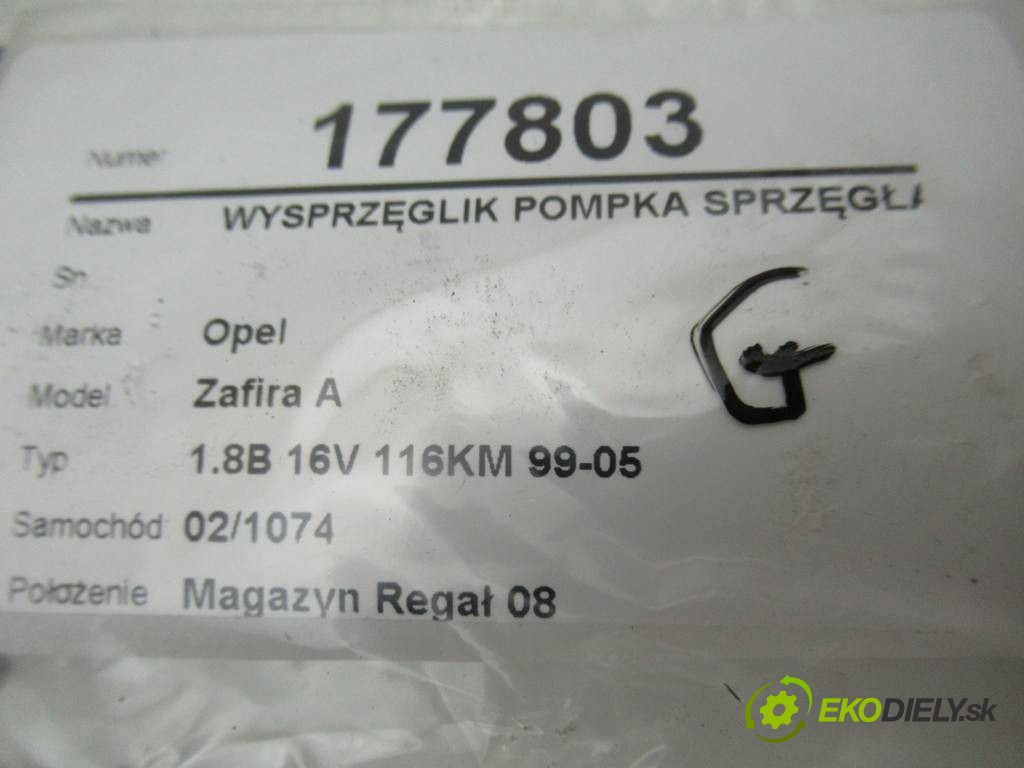 Numer 177803
Nazwa WYSPRZĘGLIK POMPKA SPRZĘGŁA
Sn
Marka Opel
G
Model Zafira A
Typ 1.8B 16V 116KM 99-05
Samochód 02/1074
Położenie Magazyn Regał 08
EKODIELY.sk